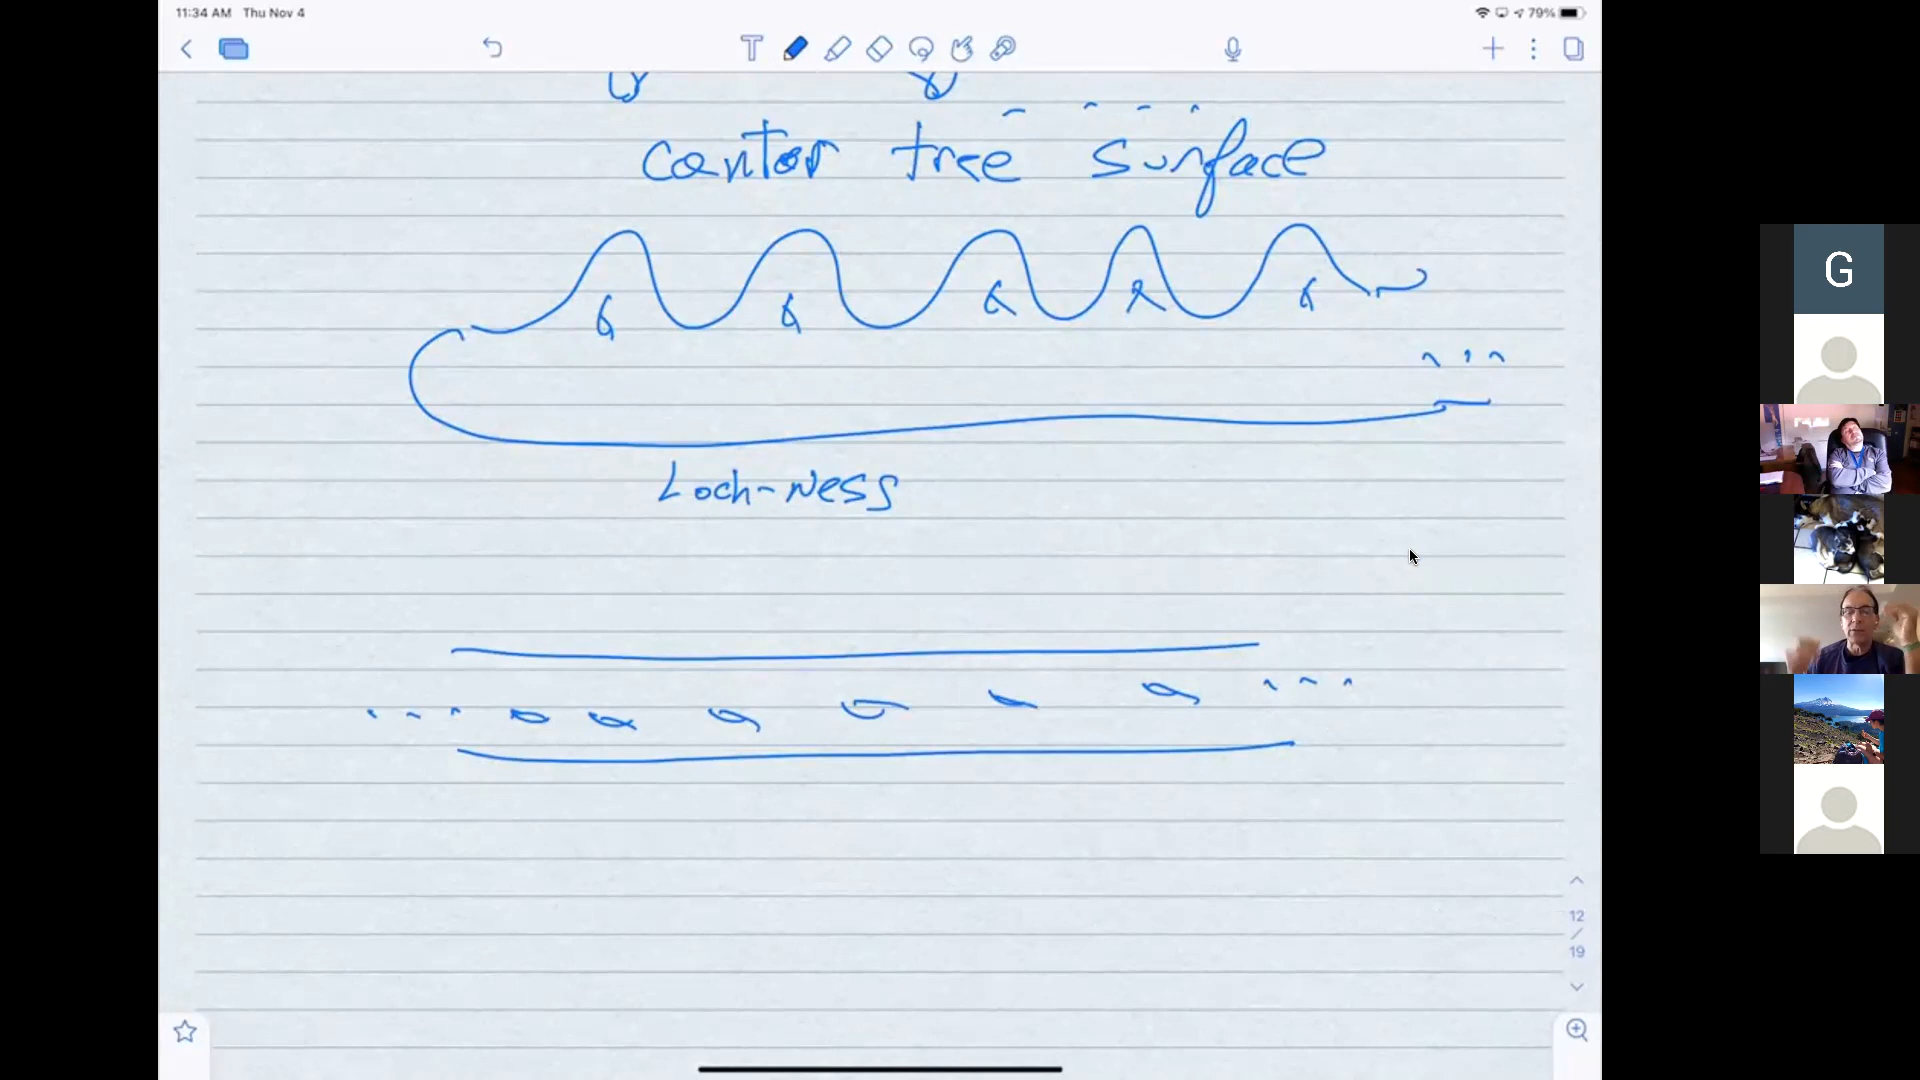 11:34 AM Thu Nov 4
79%
T
cantor tree surface
Loch-Ness
G
12
/
19